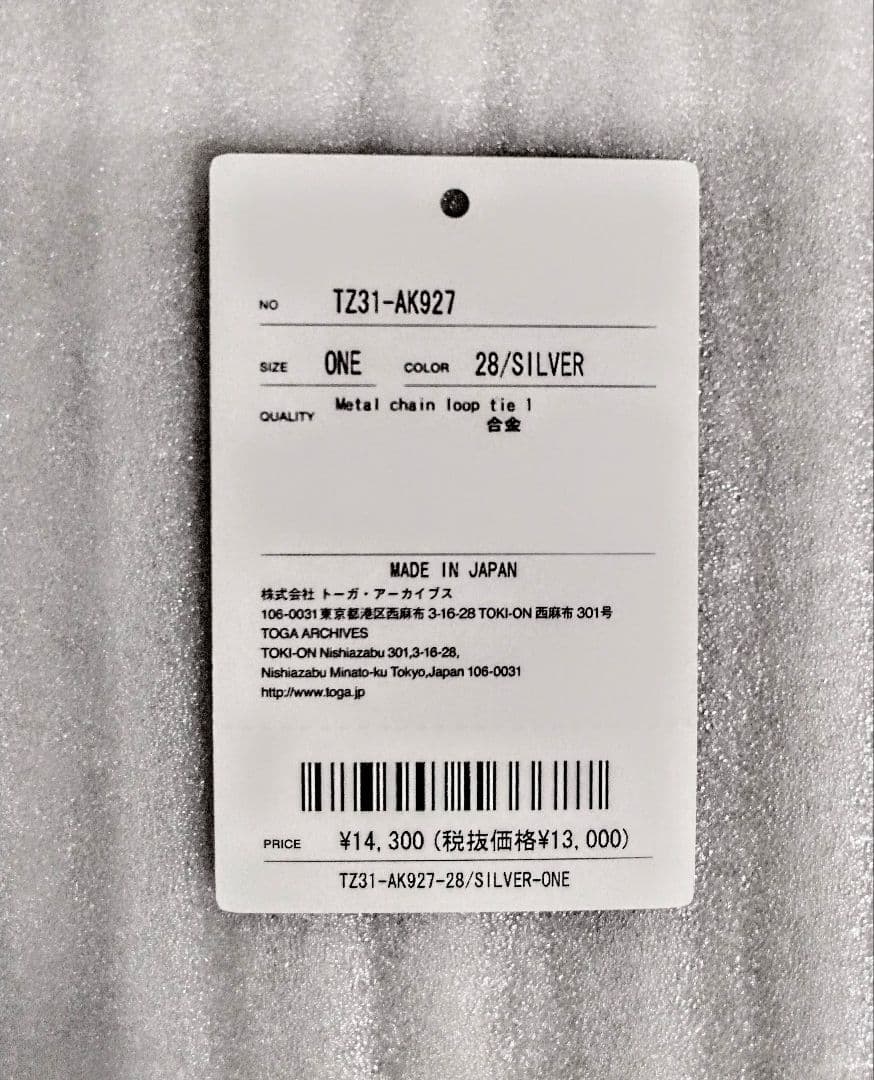 NO TZ31-AK927
SIZE ONE COLOR 28/SILVER
QUALITY Metal chain loop tie 1
合金
MADE IN JAPAN
株式会社 トーガ・アーカイブス
106-0031東京都港区西麻布 3-16-28 TOKI-ON 西麻布 301号
TOGA ARCHIVES
TOKI-ON Nishiazabu 301,3-16-28,
Nishiazabu Minato-ku Tokyo,Japan 106-0031
http://www.toga.jp
PRICE ¥14,300 (税抜価格¥13,000)
TZ31-AK927-28/SILVER-ONE